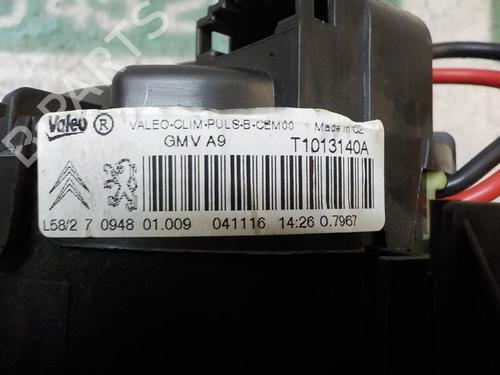 Valeo ® VALEO-CLIM-PULS-B-CEM00 Made in CZ
GMV A9 T1013140A
L58/2 7 0948 01.009 041116 14:26 0.7967
B-PARTS